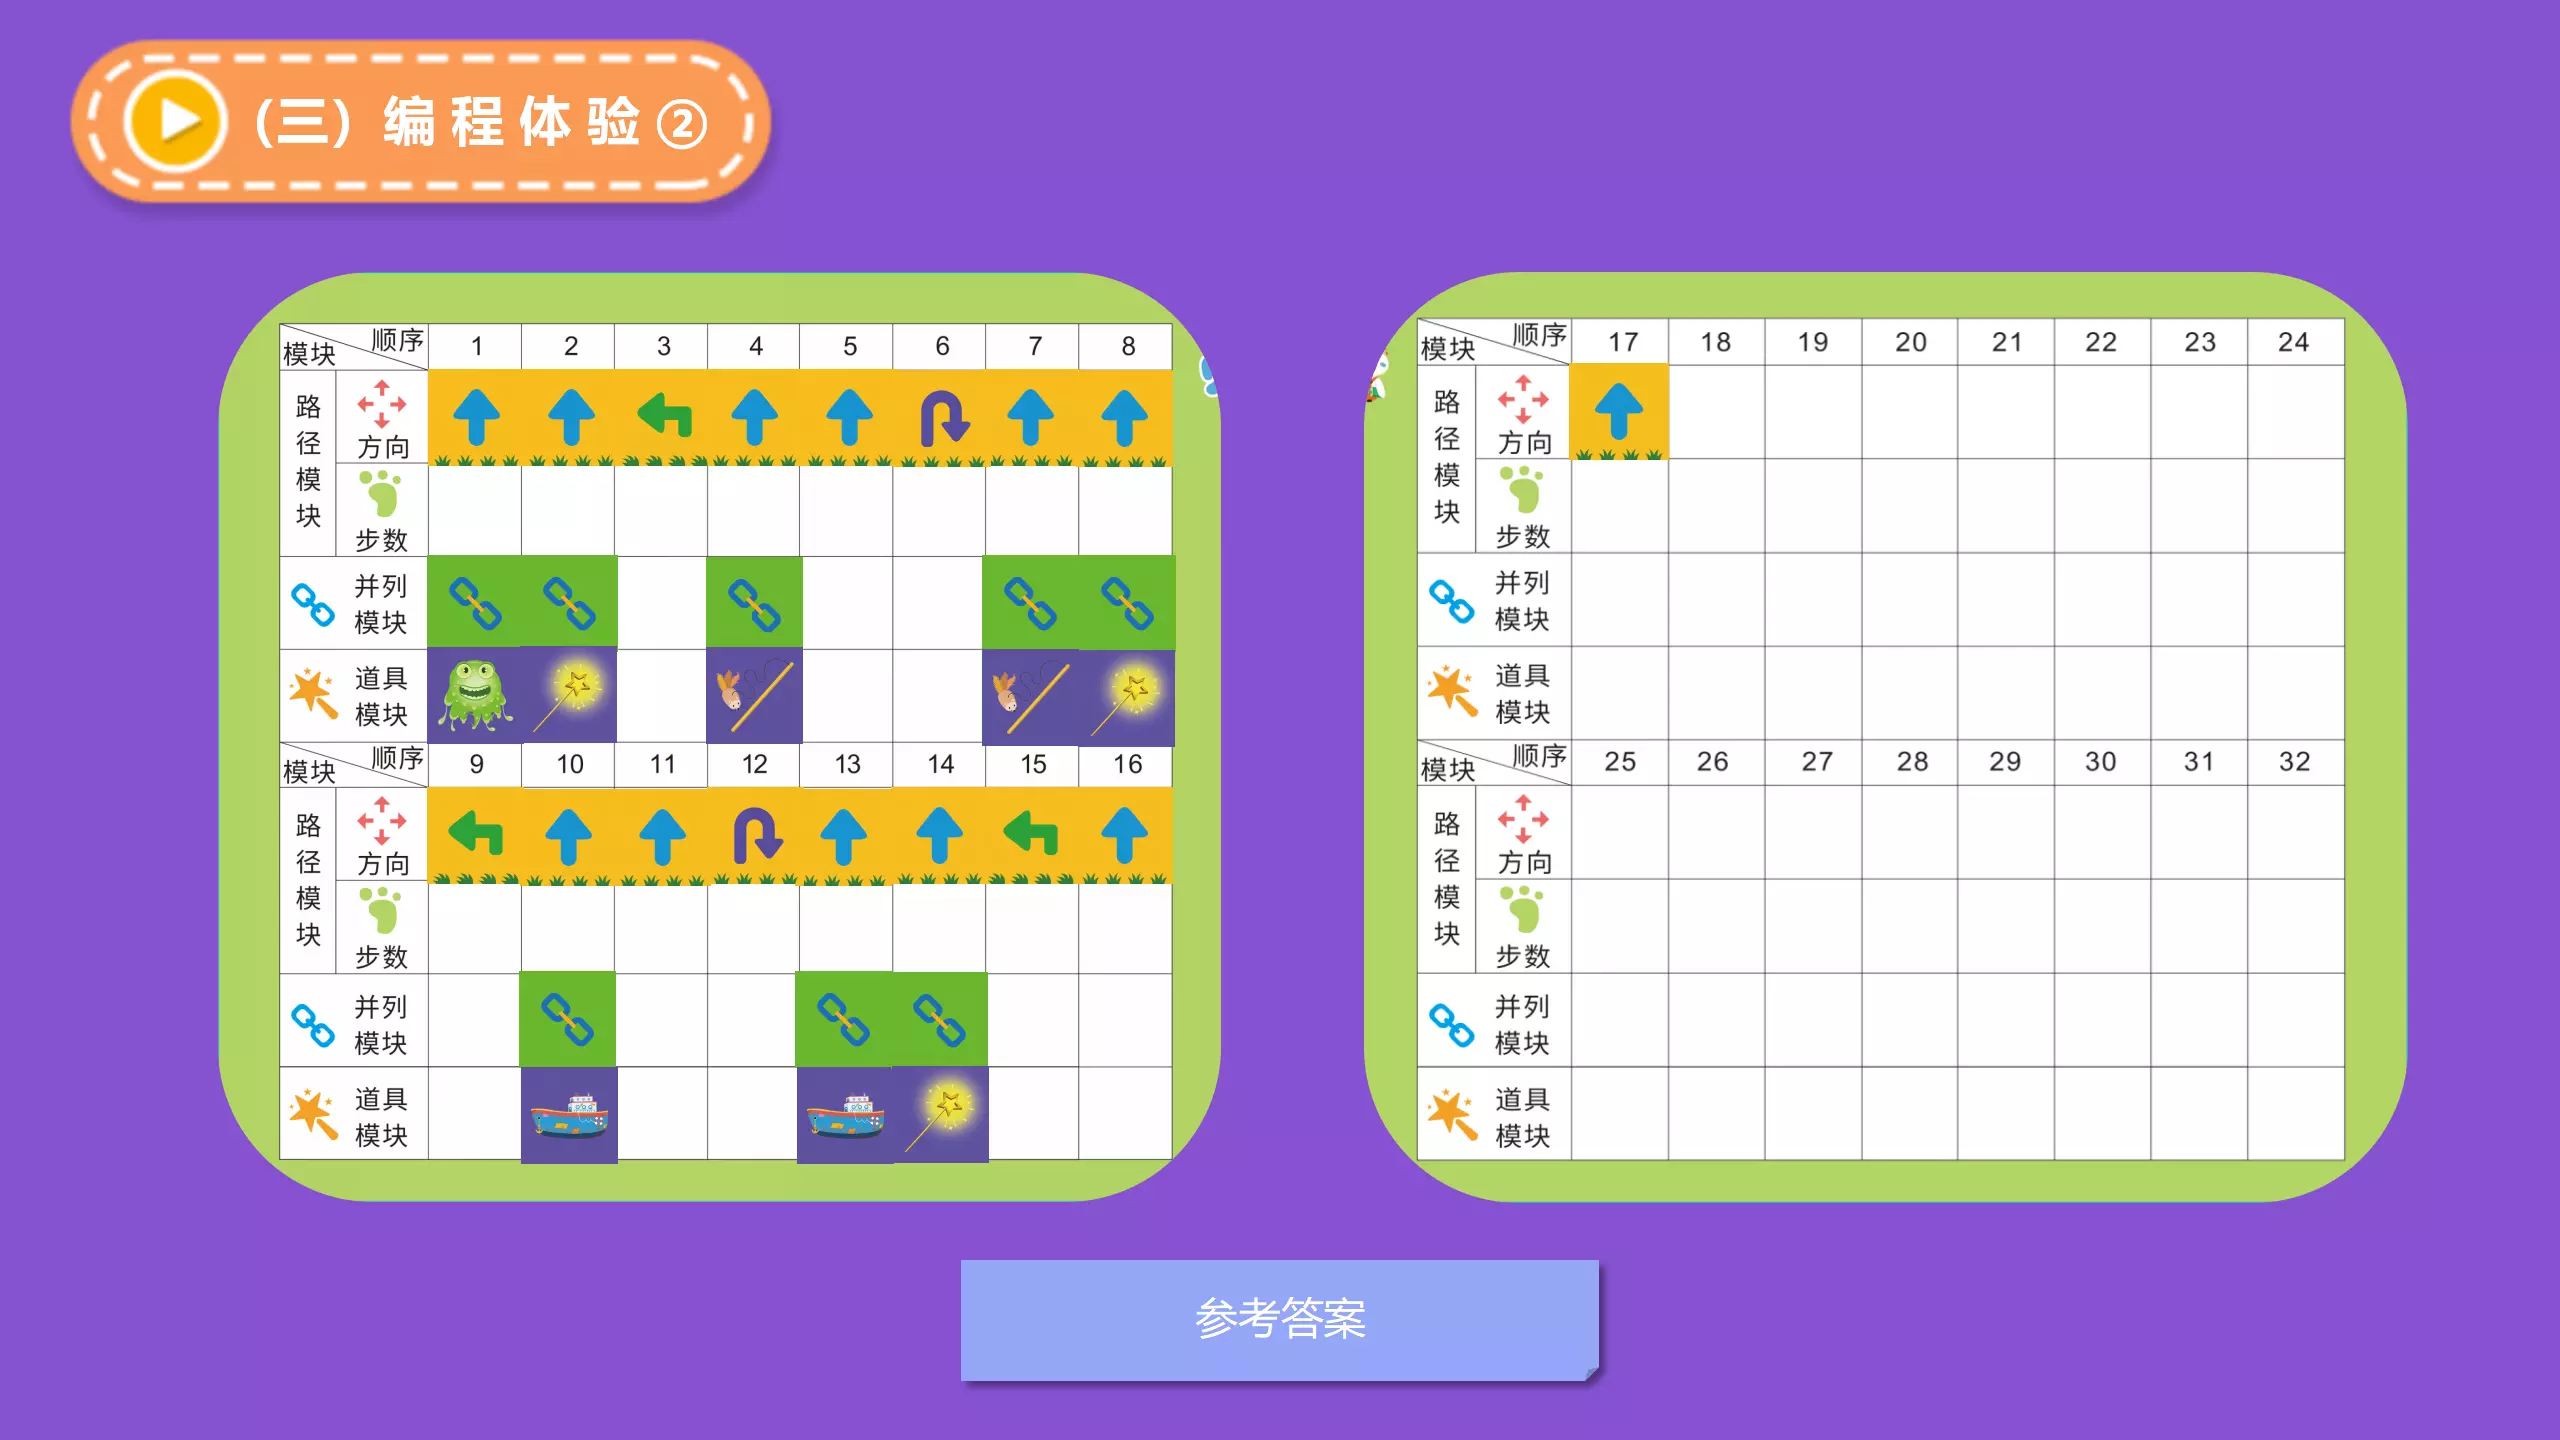 (三) 编程体验②
顺序 模块 1 2 3 4 5 6 7 8
路径模块
方向
步数
并列模块
道具模块
顺序 模块 9 10 11 12 13 14 15 16
路径模块
方向
步数
并列模块
道具模块
顺序 模块 17 18 19 20 21 22 23 24
路径模块
方向
步数
并列模块
道具模块
顺序 模块 25 26 27 28 29 30 31 32
路径模块
方向
步数
并列模块
道具模块
参考答案